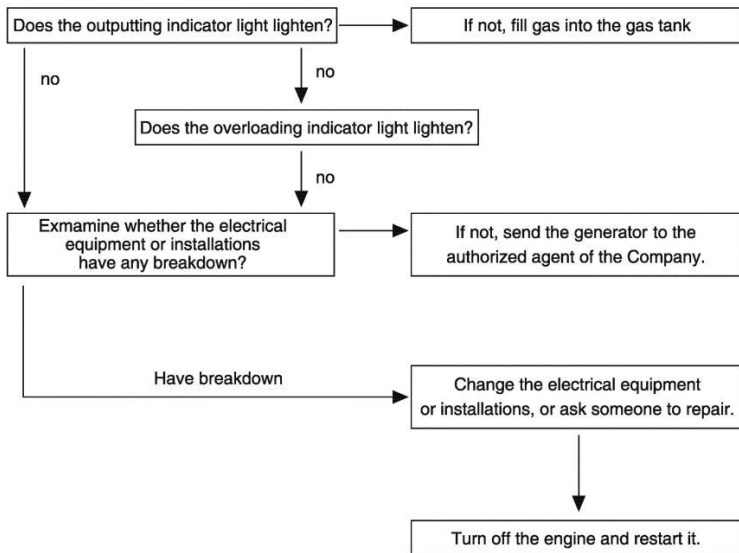 Does the outputting indicator light lighten?
If not, fill gas into the gas tank
no
no
Does the overloading indicator light lighten?
no
Exmamine whether the electrical
equipment or installations
have any breakdown?
If not, send the generator to the
authorized agent of the Company.
Have breakdown
Change the electrical equipment
or installations, or ask someone to repair.
Turn off the engine and restart it.